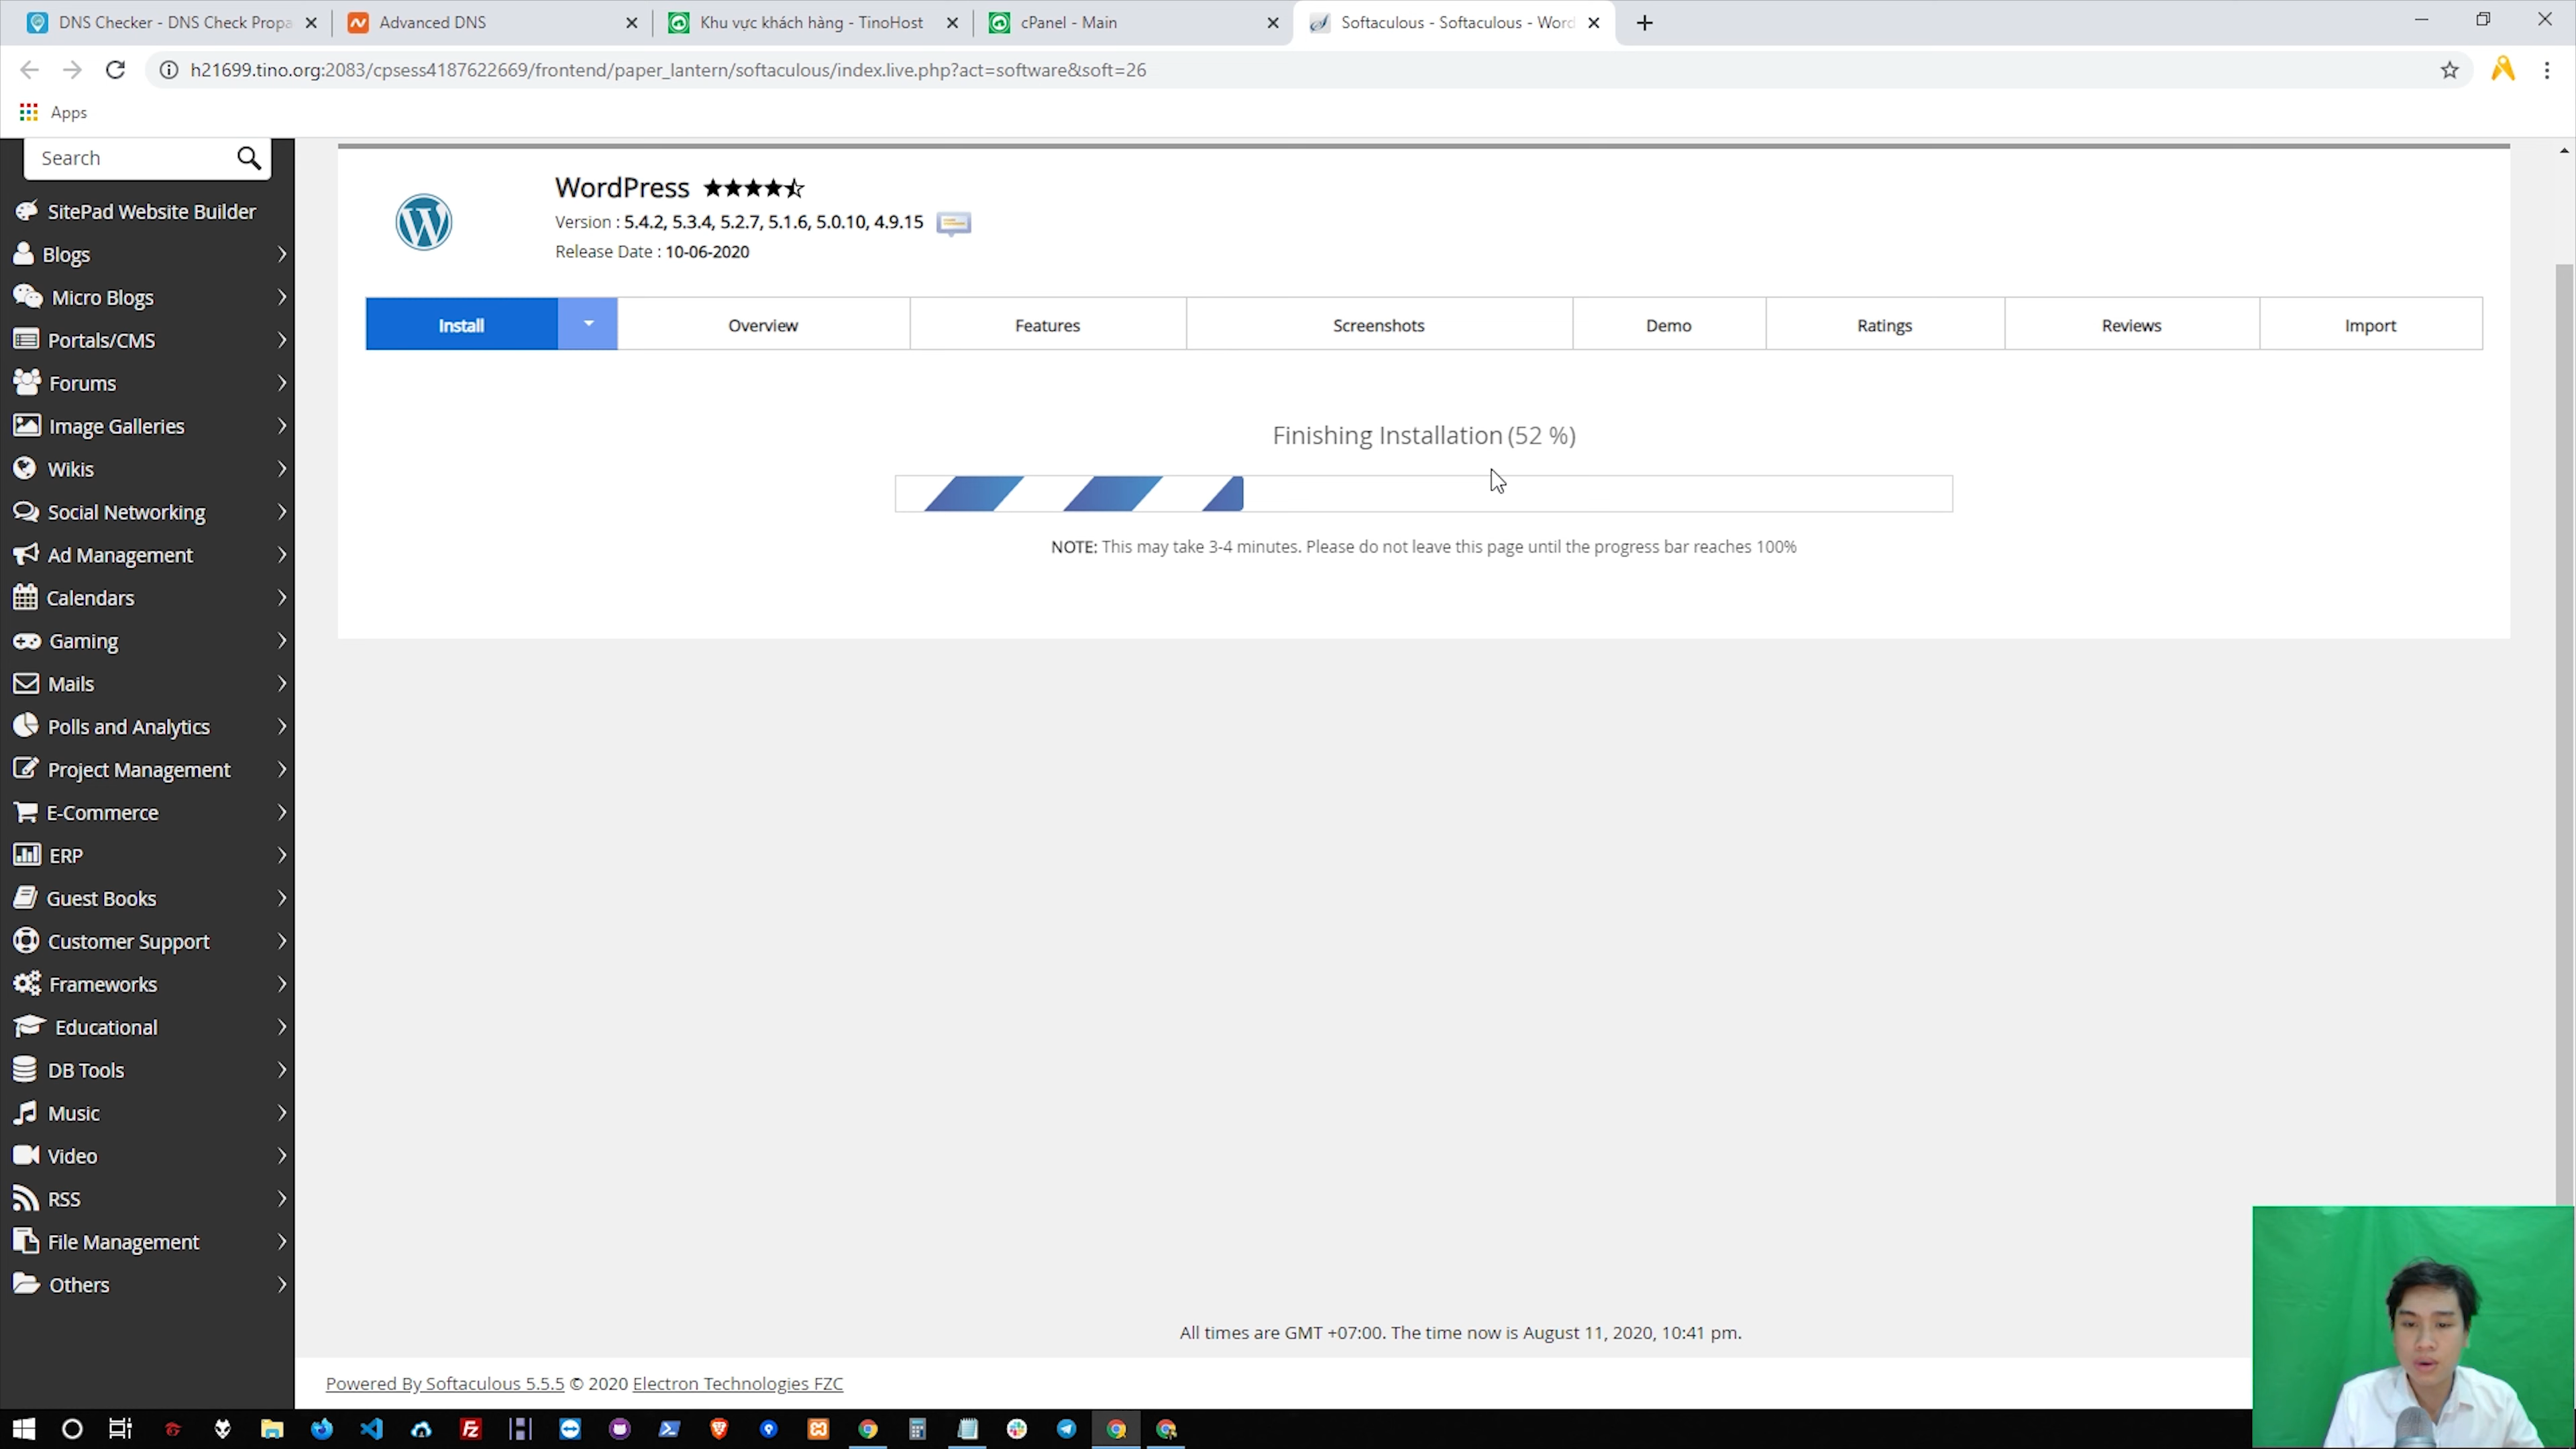 DNS Checker - DNS Check Propa
Advanced DNS
Khu vực khách hàng - TinoHost
cPanel - Main
Softaculous - Softaculous - Word
h21699.tino.org:2083/cpsess4187622669/frontend/paper_lantern/softaculous/index.live.php?act=software&soft=26
Apps
Search
SitePad Website Builder
Blogs
Micro Blogs
Portals/CMS
Forums
Image Galleries
Wikis
Social Networking
Ad Management
Calendars
Gaming
Mails
Polls and Analytics
Project Management
E-Commerce
ERP
Guest Books
Customer Support
Frameworks
Educational
DB Tools
Music
Video
RSS
File Management
Others
WordPress
Version : 5.4.2, 5.3.4, 5.2.7, 5.1.6, 5.0.10, 4.9.15
Release Date : 10-06-2020
Install
Overview
Features
Screenshots
Demo
Ratings
Reviews
Import
Finishing Installation (52 %)
NOTE: This may take 3-4 minutes. Please do not leave this page until the progress bar reaches 100%
All times are GMT +07:00. The time now is August 11, 2020, 10:41 pm.
Powered By Softaculous 5.5.5 © 2020 Electron Technologies FZC